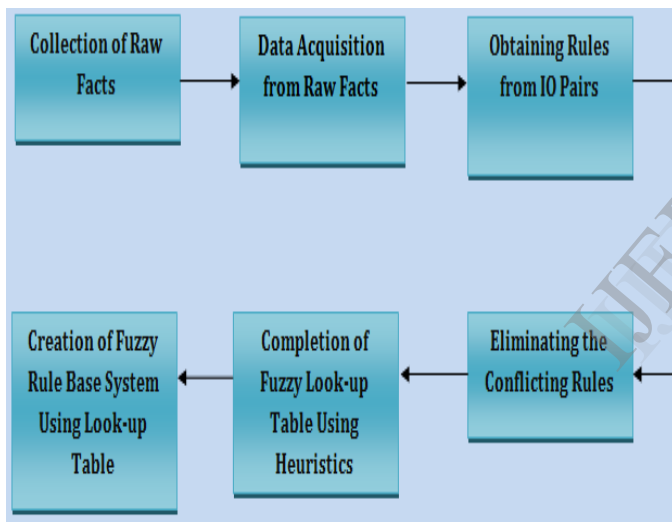 Collection of Raw
Facts
Data Acquisition
from Raw Facts
Obtaining Rules
from IO Pairs
Eliminating the
Conflicting Rules
Completion of
Fuzzy Look-up
Table Using
Heuristics
Creation of Fuzzy
Rule Base System
Using Look-up
Table